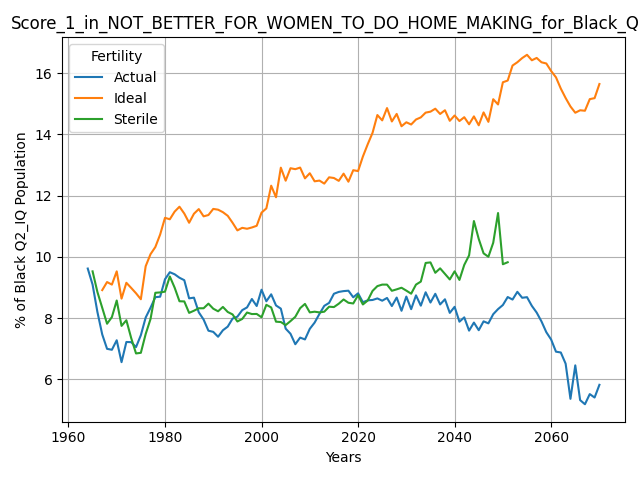 Score_1_in_NOT_BETTER_FOR_WOMEN_TO_DO_HOME_MAKING_for_Black_Q
Fertility
Actual
Ideal
Sterile
% of Black Q2_IQ Population
16
14
12
10
8
6
1960 1980 2000 2020 2040 2060
Years